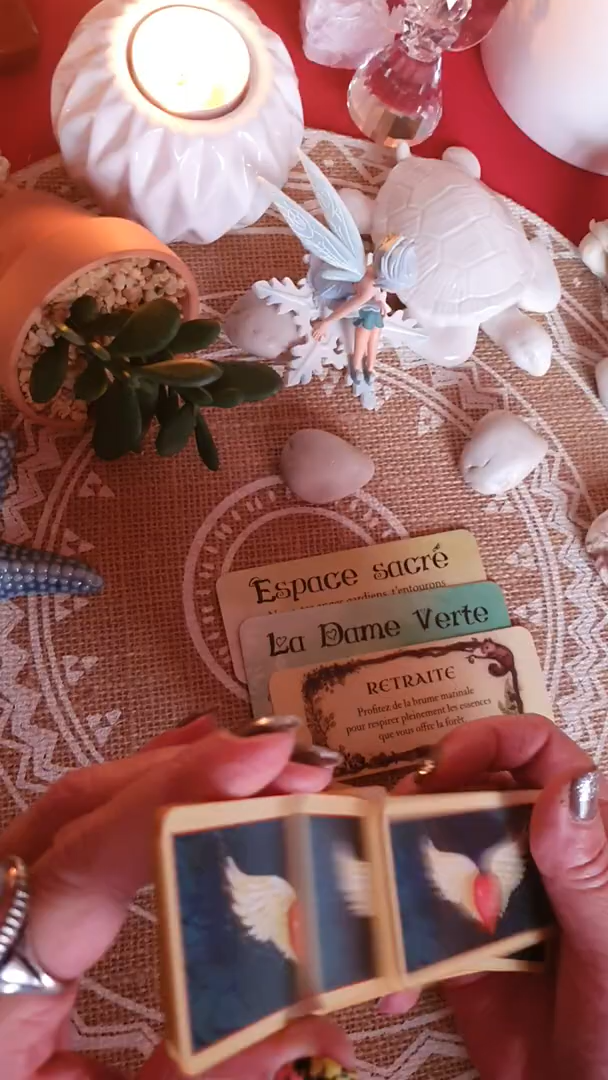 Espace sacré
La Dame Verte
RETRAITE
Profitez de la brume matinale
pour respirer pleinement les essences
que vous offre la forêt.